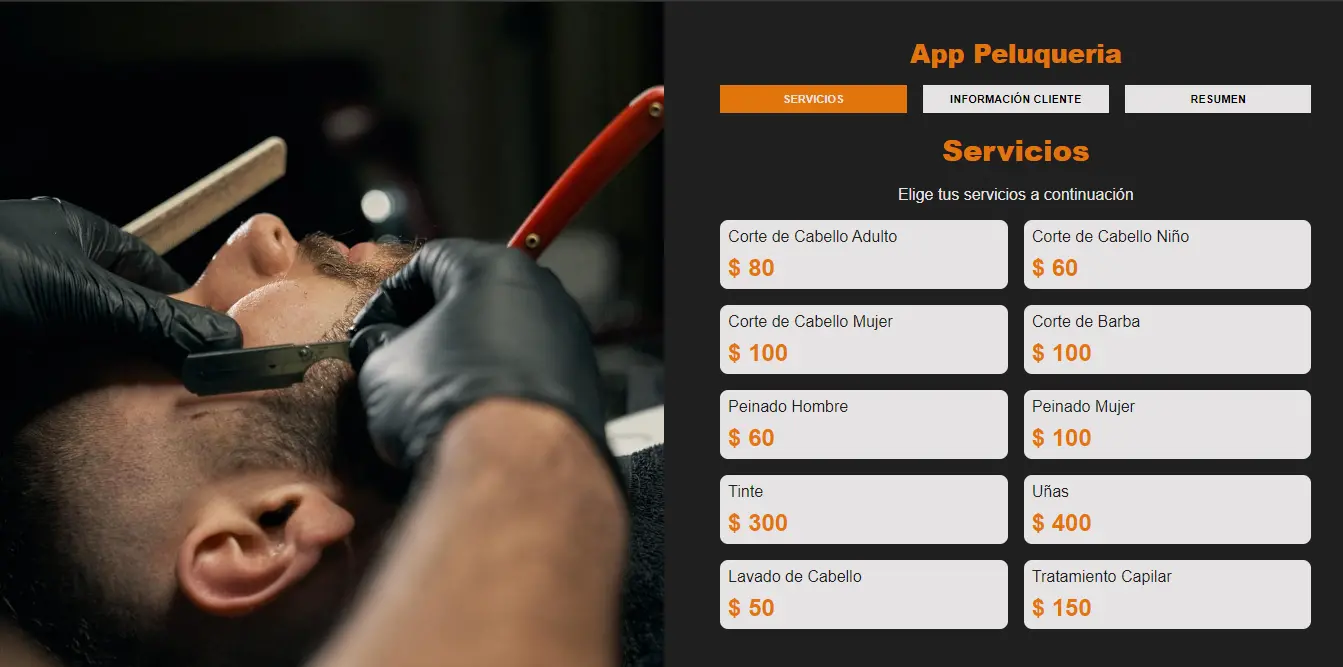 App Peluqueria
SERVICIOS
INFORMACIÓN CLIENTE
RESUMEN
Servicios
Elige tus servicios a continuación
Corte de Cabello Adulto
$ 80
Corte de Cabello Niño
$ 60
Corte de Cabello Mujer
$ 100
Corte de Barba
$ 100
Peinado Hombre
$ 60
Peinado Mujer
$ 100
Tinte
$ 300
Uñas
$ 400
Lavado de Cabello
$ 50
Tratamiento Capilar
$ 150